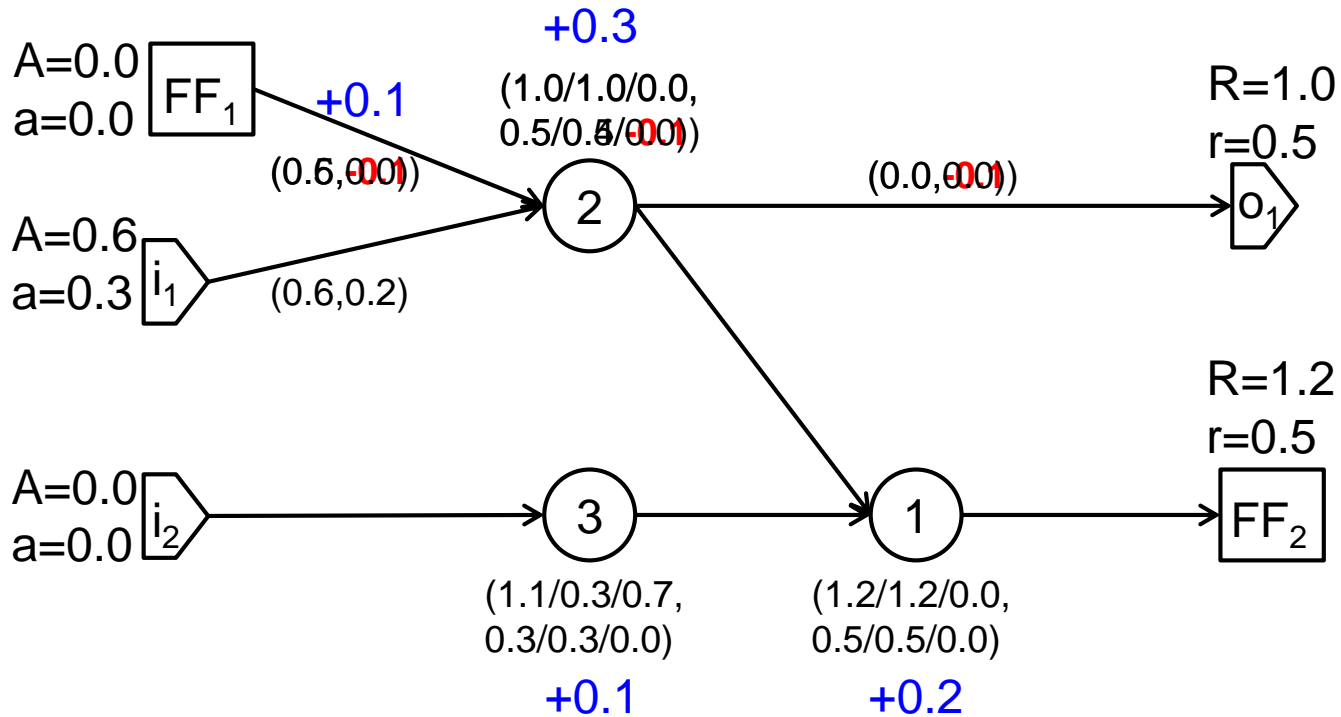 +0.3
A=0.0
a=0.0
FF1
+0.1
(1.0/1.0/0.0,
R=1.0
r=0.5
A=0.6
a=0.3
i1
(0.6,0.2)
2
o1
R=1.2
r=0.5
A=0.0
a=0.0
i2
3
1
FF2
(1.1/0.3/0.7,
0.3/0.3/0.0)
(1.2/1.2/0.0,
0.5/0.5/0.0)
+0.1
+0.2